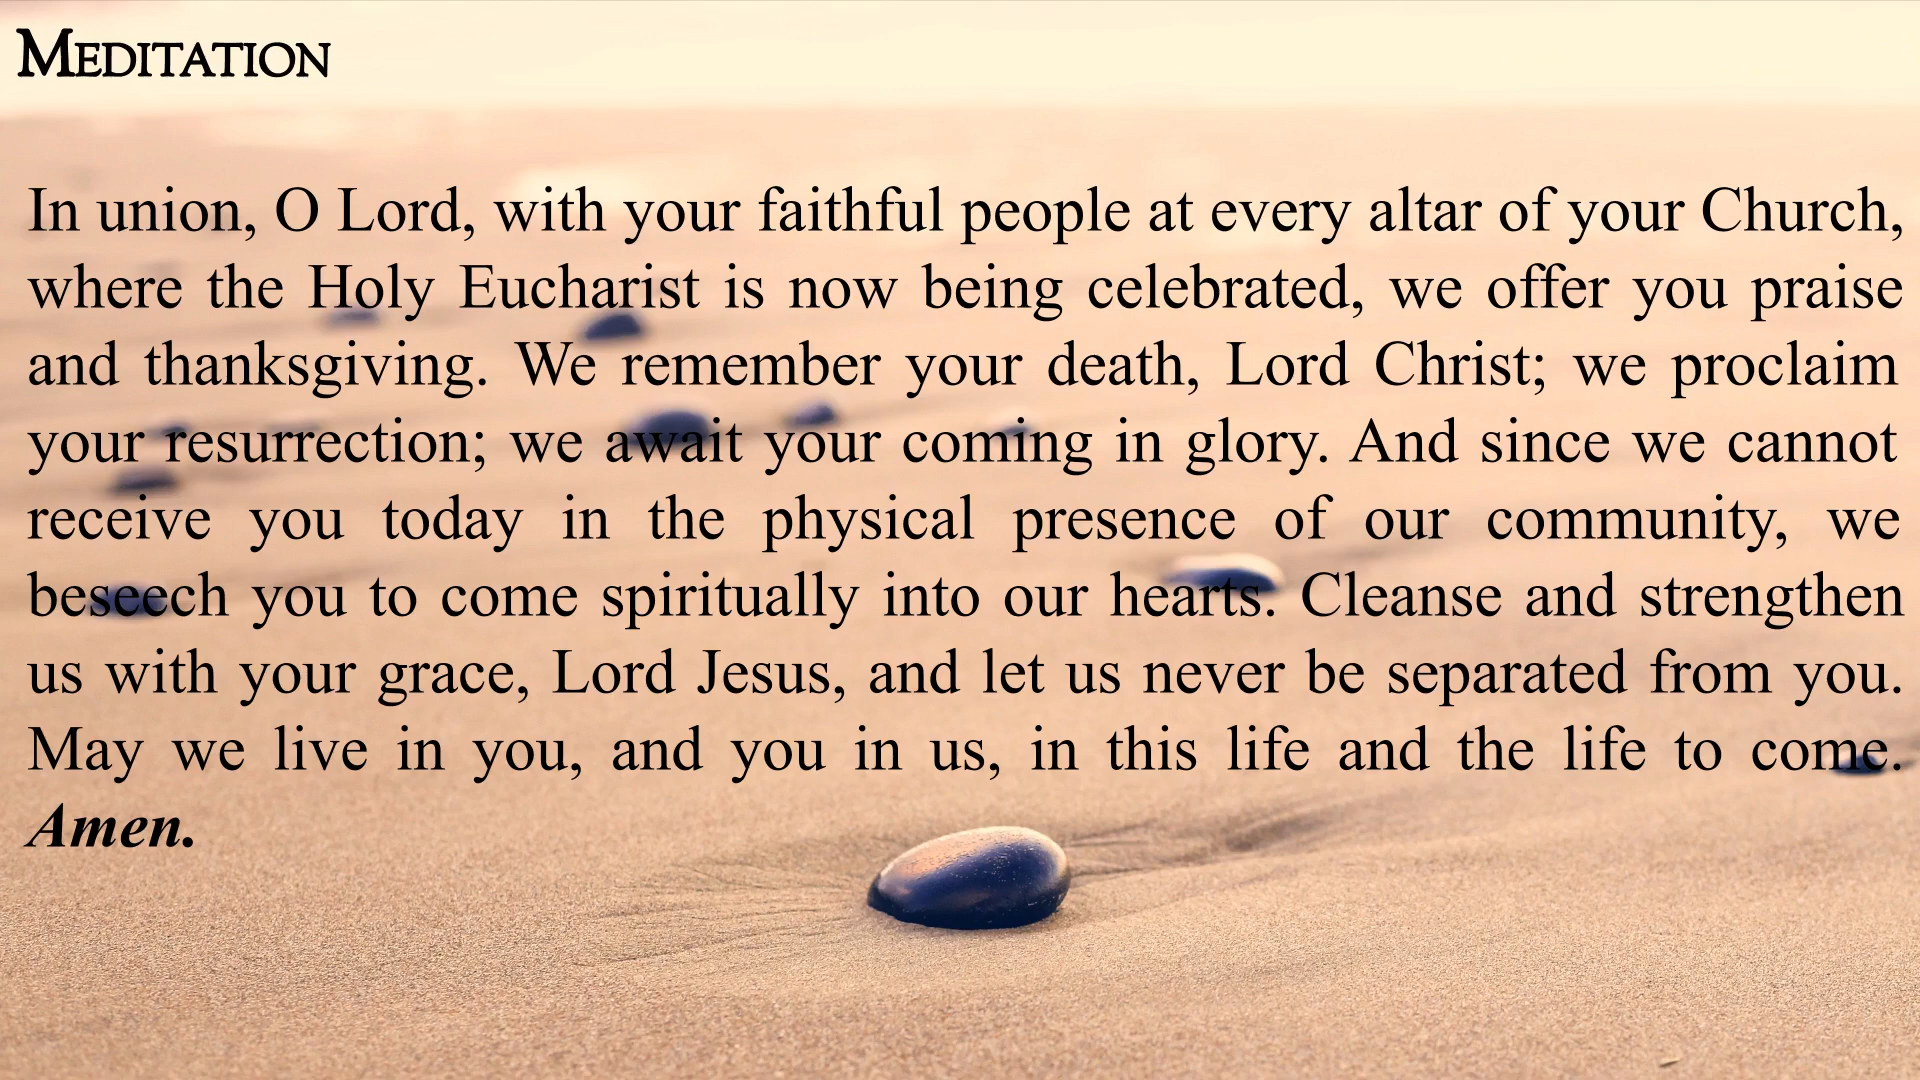 MEDITATION
In union, O Lord, with your faithful people at every altar of your Church,
where the Holy Eucharist is now being celebrated, we offer you praise
and thanksgiving. We remember your death, Lord Christ; we proclaim
your resurrection; we await your coming in glory. And since we cannot
receive you today in the physical presence of our community, we
beseech you to come spiritually into our hearts. Cleanse and strengthen
us with your grace, Lord Jesus, and let us never be separated from you.
May we live in you, and you in us, in this life and the life to come.
Amen.